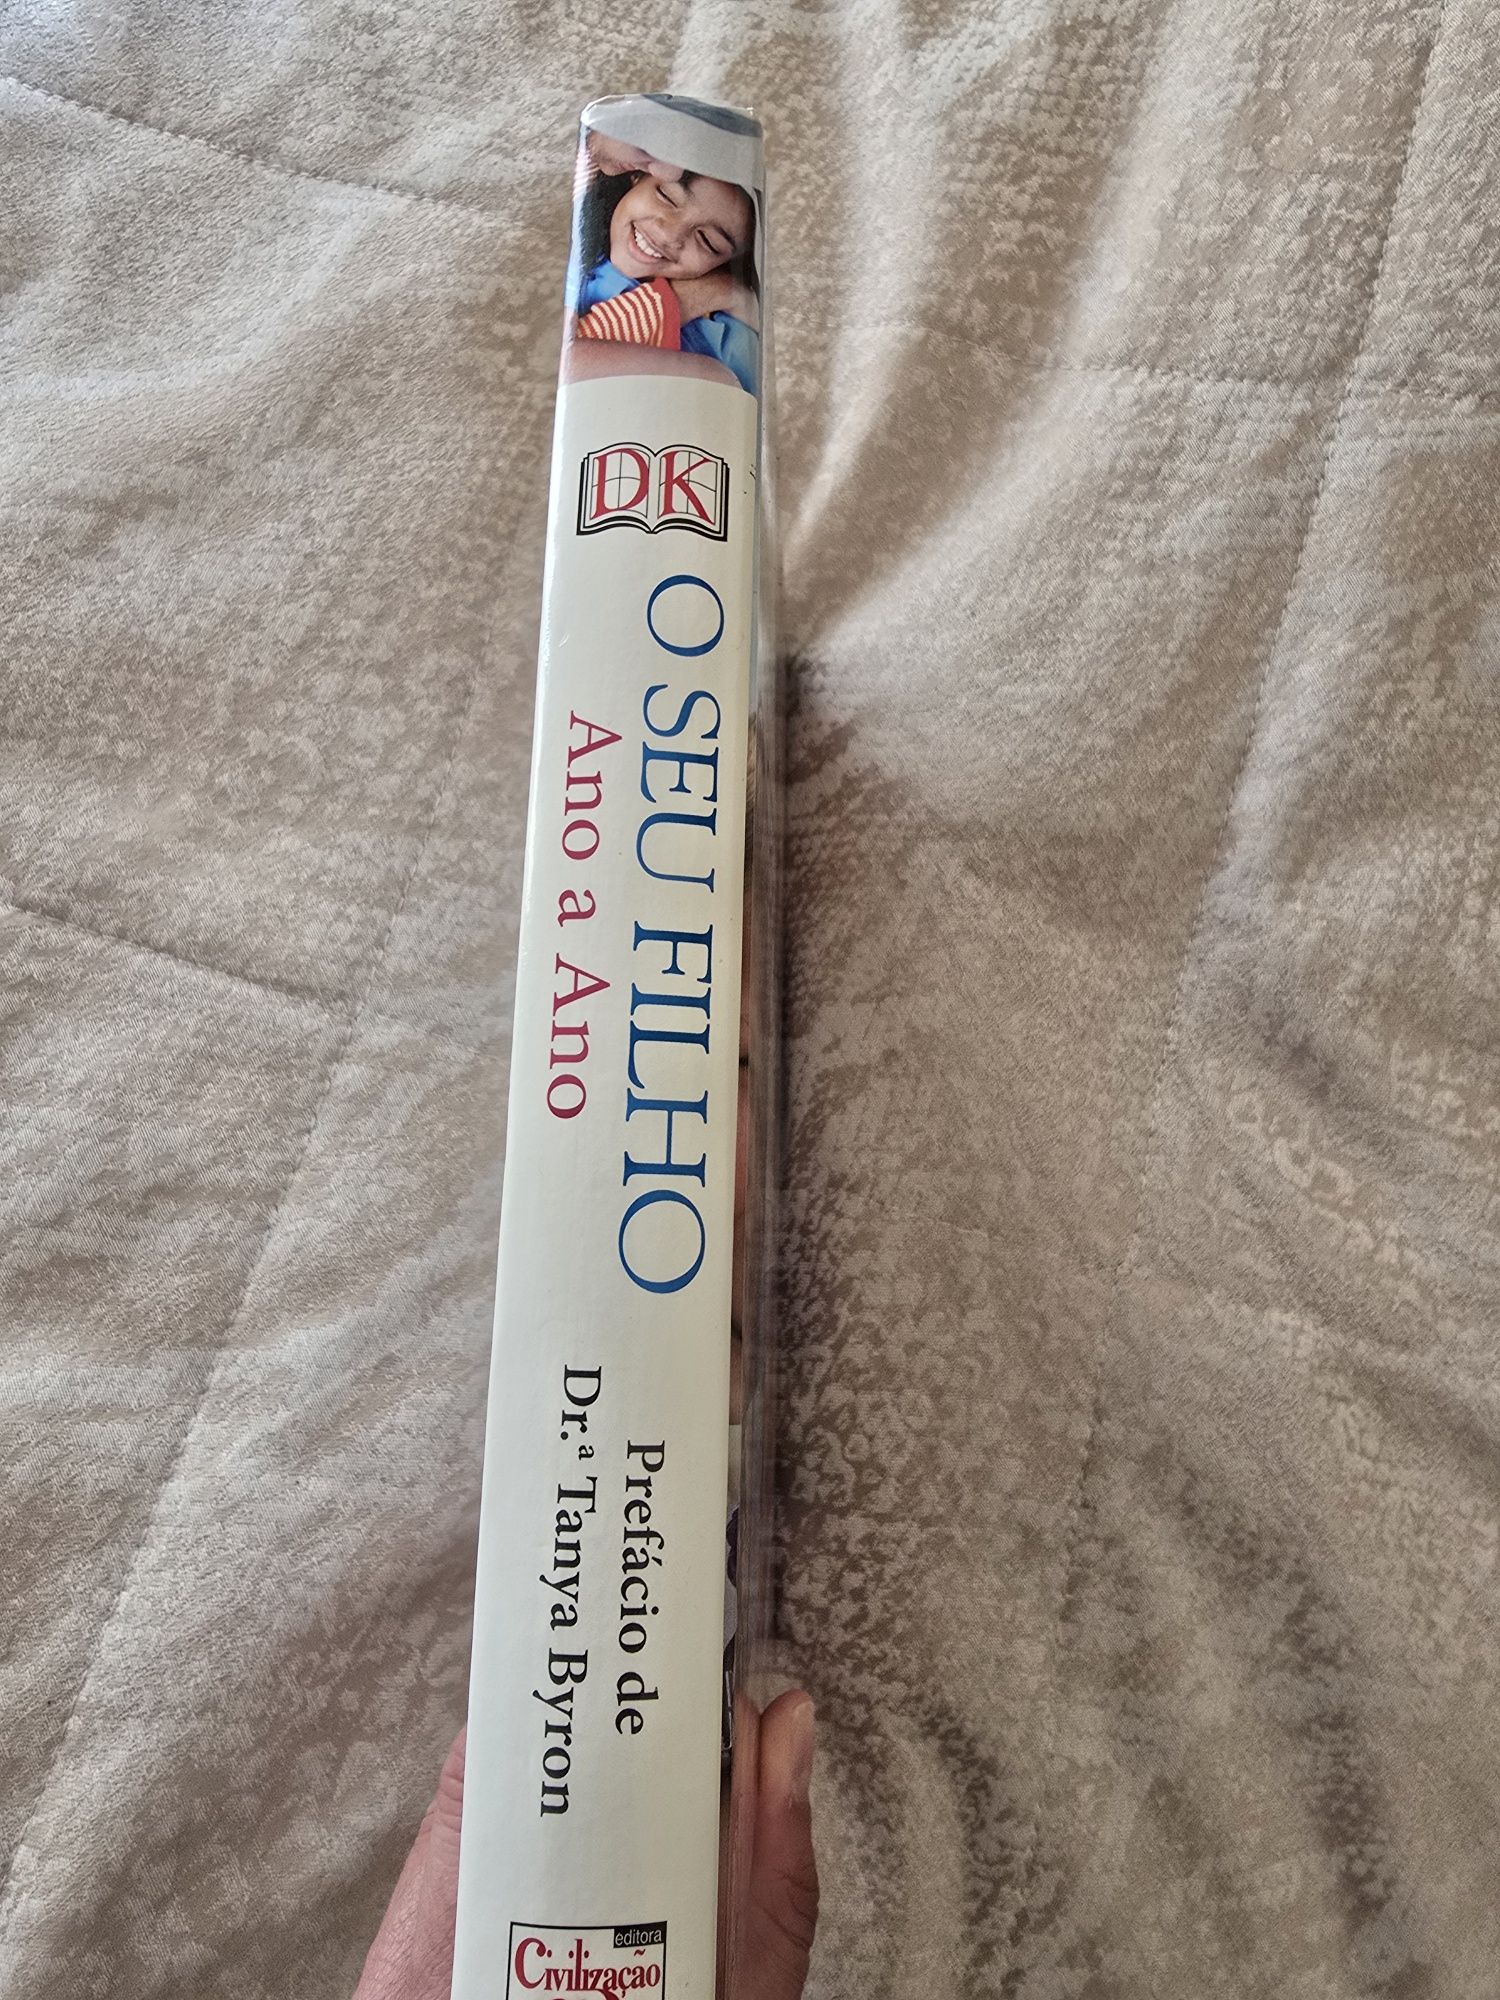 DK
O SEU FILHO
Ano a Ano
Prefácio de
Dr.ª Tanya Byron
editora
Civilização